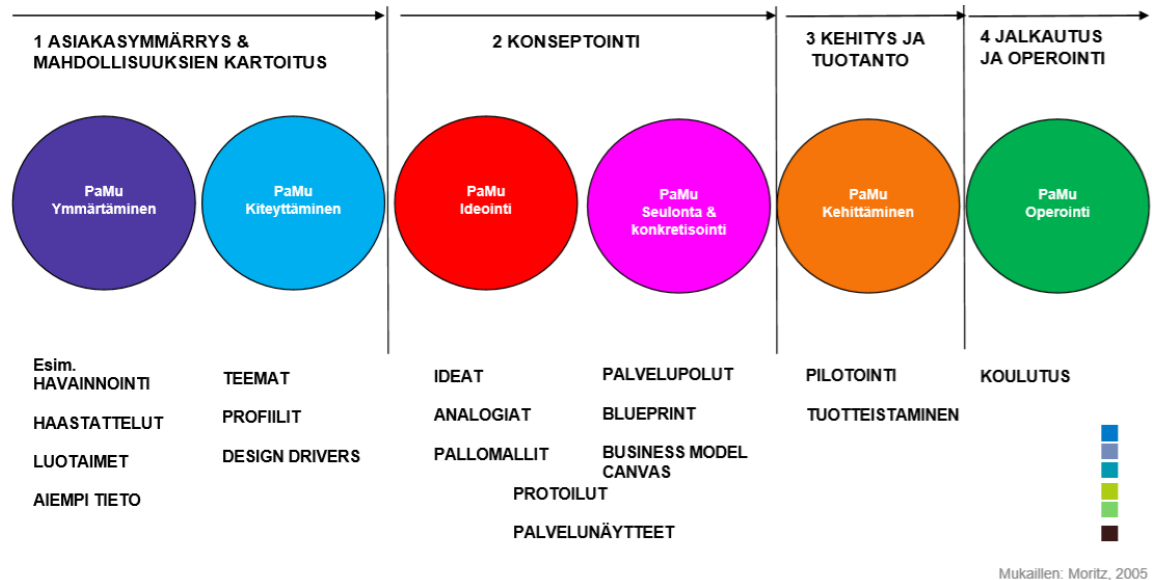 1 ASIAKASYMMÄRRYS &
MAHDOLLISUUKSIEN KARTOITUS
2 KONSEPTOINTI
3 KEHITYS JA
TUOTANTO
4 JALKAUTUS
JA OPEROINTI
PaMu
Ymmärtäminen
PaMu
Kiteyttäminen
PaMu
Ideointi
PaMu
Seulonta &
konkretisointi
PaMu
Kehittäminen
PaMu
Operointi
Esim.
HAVAINNOINTI
HAASTATTELUT
LUOTAIMET
AIEMPI TIETO
TEEMAT
PROFIILIT
DESIGN DRIVERS
IDEAT
ANALOGIAT
PALLOMALLIT
PALVELUPOLUT
BLUEPRINT
BUSINESS MODEL
CANVAS
PROTOILUT
PALVELUNÄYTTEET
PILOTOINTI
TUOTTEISTAMINEN
KOULUTUS
Mukaillen: Moritz, 2005